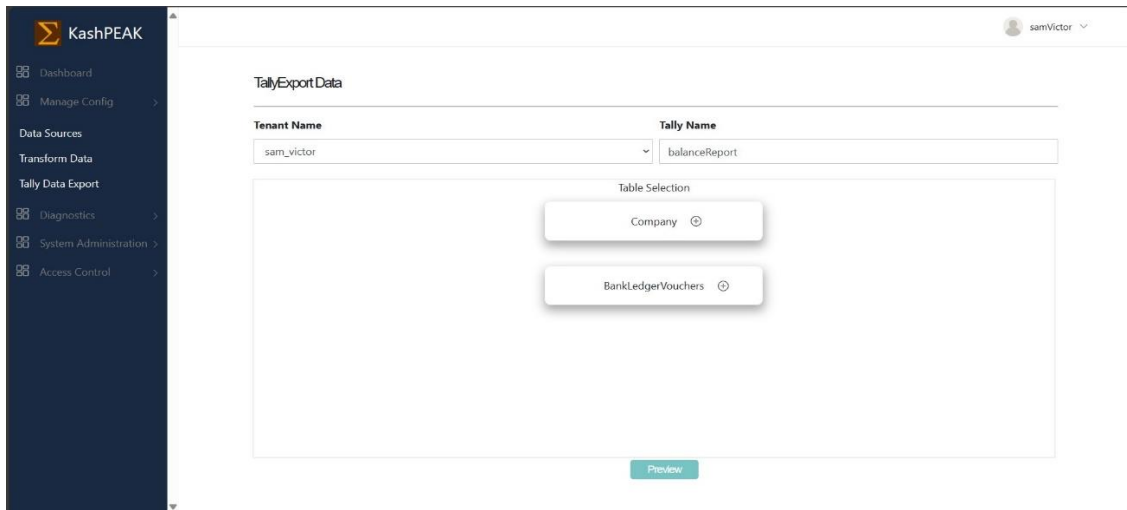 KashPEAK
samVictor
Dashboard
Manage Config
Data Sources
Transform Data
Tally Data Export
Diagnostics
System Administration
Access Control
TallyExport Data
Tenant Name
Tally Name
sam_victor
balanceReport
Table Selection
Company
BankLedgerVouchers
Preview